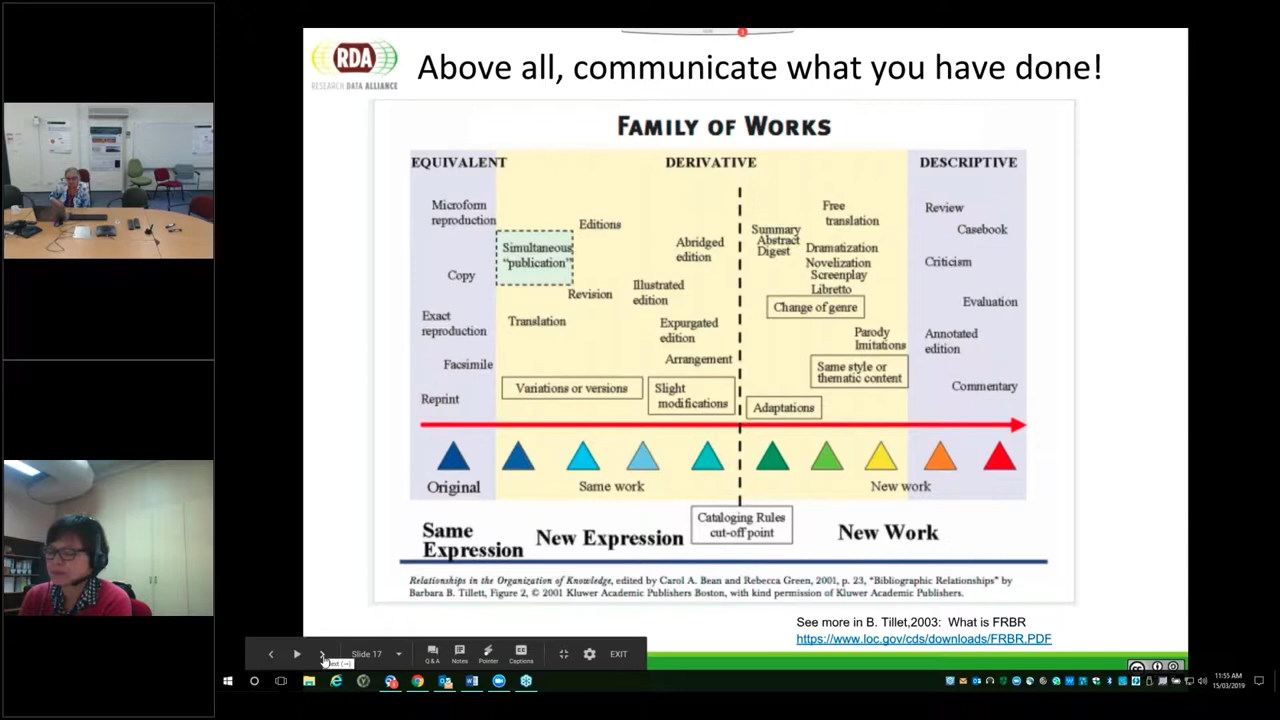 RDA
RESEARCH DATA ALLIANCE
Above all, communicate what you have done!
FAMILY OF WORKS
EQUIVALENT
DERIVATIVE
DESCRIPTIVE
Microform
reproduction
Copy
Exact
reproduction
Facsimile
Reprint
Simultaneous
"publication"
Editions
Revision
Translation
Variations or versions
Abridged
edition
Illustrated
edition
Expurgated
edition
Arrangement
Slight
modifications
Summary
Abstract
Digest
Free
translation
Dramatization
Novelization
Screenplay
Libretto
Change of genre
Parody
Imitations
Same style or
thematic content
Adaptations
Review
Casebook
Criticism
Evaluation
Annotated
edition
Commentary
Original
Same work
New work
Same
Expression
New Expression
Cataloging Rules
cut-off point
New Work
Relationships in the Organization of Knowledge, edited by Carol A. Bean and Rebecca Green, 2001, p. 23, "Bibliographic Relationships" by
Barbara B. Tillett, Figure 2, © 2001 Kluwer Academic Publishers Boston, with kind permission of Kluwer Academic Publishers.
See more in B. Tillet,2003: What is FRBR
https://www.loc.gov/cds/downloads/FRBR.PDF
Slide 17
Q & A
Notes
Pointer
Captions
EXIT
11:55 AM
15/03/2019